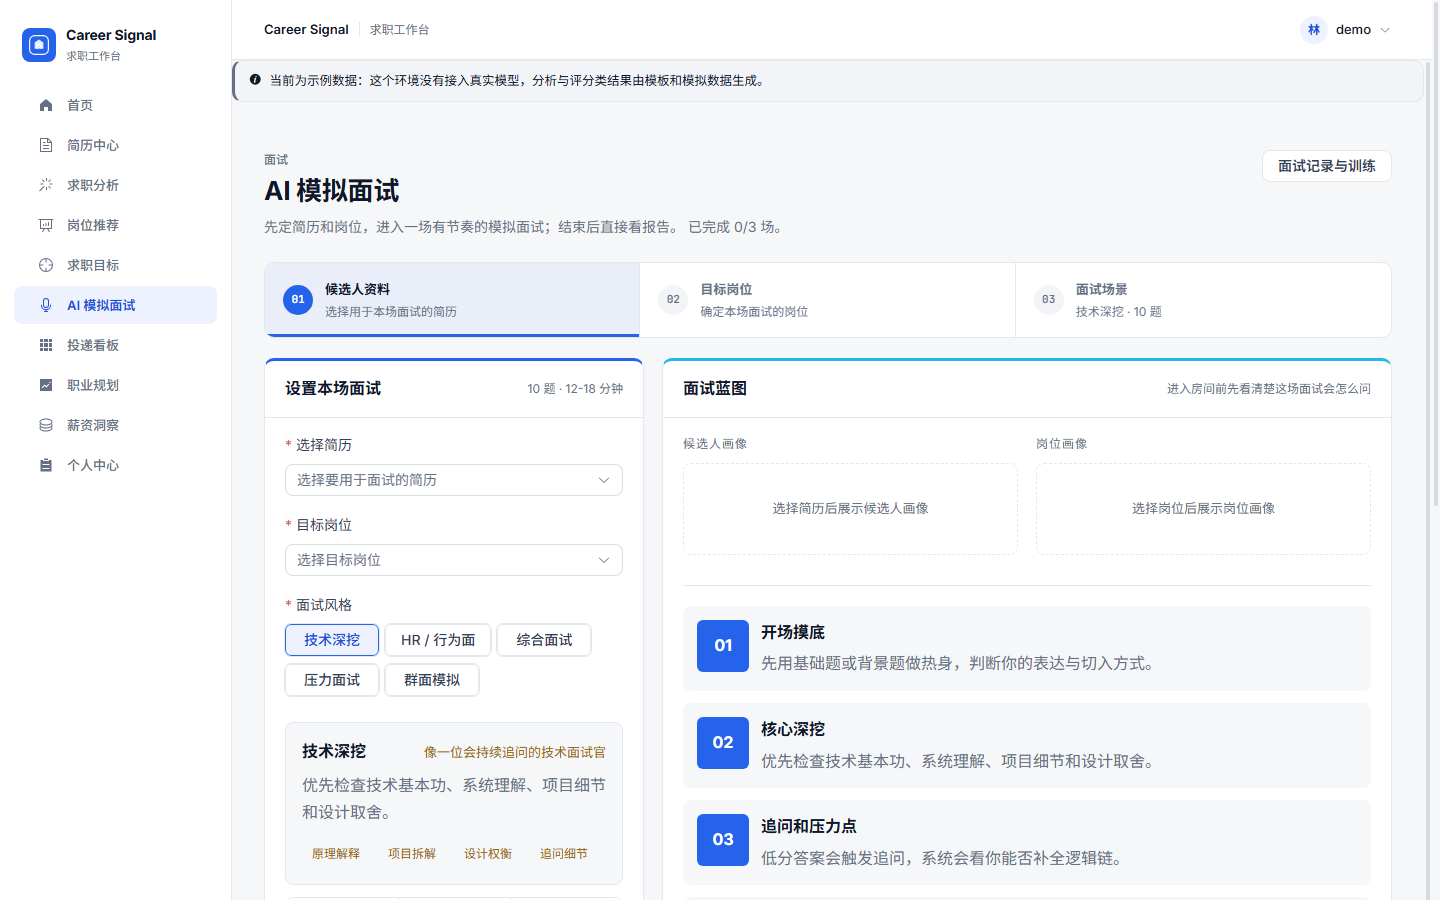 Career Signal
求职工作台
首页
简历中心
求职分析
岗位推荐
求职目标
AI 模拟面试
投递看板
职业规划
薪资洞察
个人中心
Career Signal 求职工作台
林 demo
当前为示例数据：这个环境没有接入真实模型，分析与评分类结果由模板和模拟数据生成。
面试
AI 模拟面试
先定简历和岗位，进入一场有节奏的模拟面试；结束后直接看报告。 已完成 0/3 场。
面试记录与训练
01 候选人资料
选择用于本场面试的简历
02 目标岗位
确定本场面试的岗位
03 面试场景
技术深挖 · 10 题
设置本场面试 10 题 · 12-18 分钟
* 选择简历
选择要用于面试的简历
* 目标岗位
选择目标岗位
* 面试风格
技术深挖 HR / 行为面 综合面试
压力面试 群面模拟
技术深挖 像一位会持续追问的技术面试官
优先检查技术基本功、系统理解、项目细节
和设计取舍。
原理解释 项目拆解 设计权衡 追问细节
面试蓝图 进入房间前先看清楚这场面试会怎么问
候选人画像 岗位画像
选择简历后展示候选人画像 选择岗位后展示岗位画像
01 开场摸底
先用基础题或背景题做热身，判断你的表达与切入方式。
02 核心深挖
优先检查技术基本功、系统理解、项目细节和设计取舍。
03 追问和压力点
低分答案会触发追问，系统会看你能否补全逻辑链。